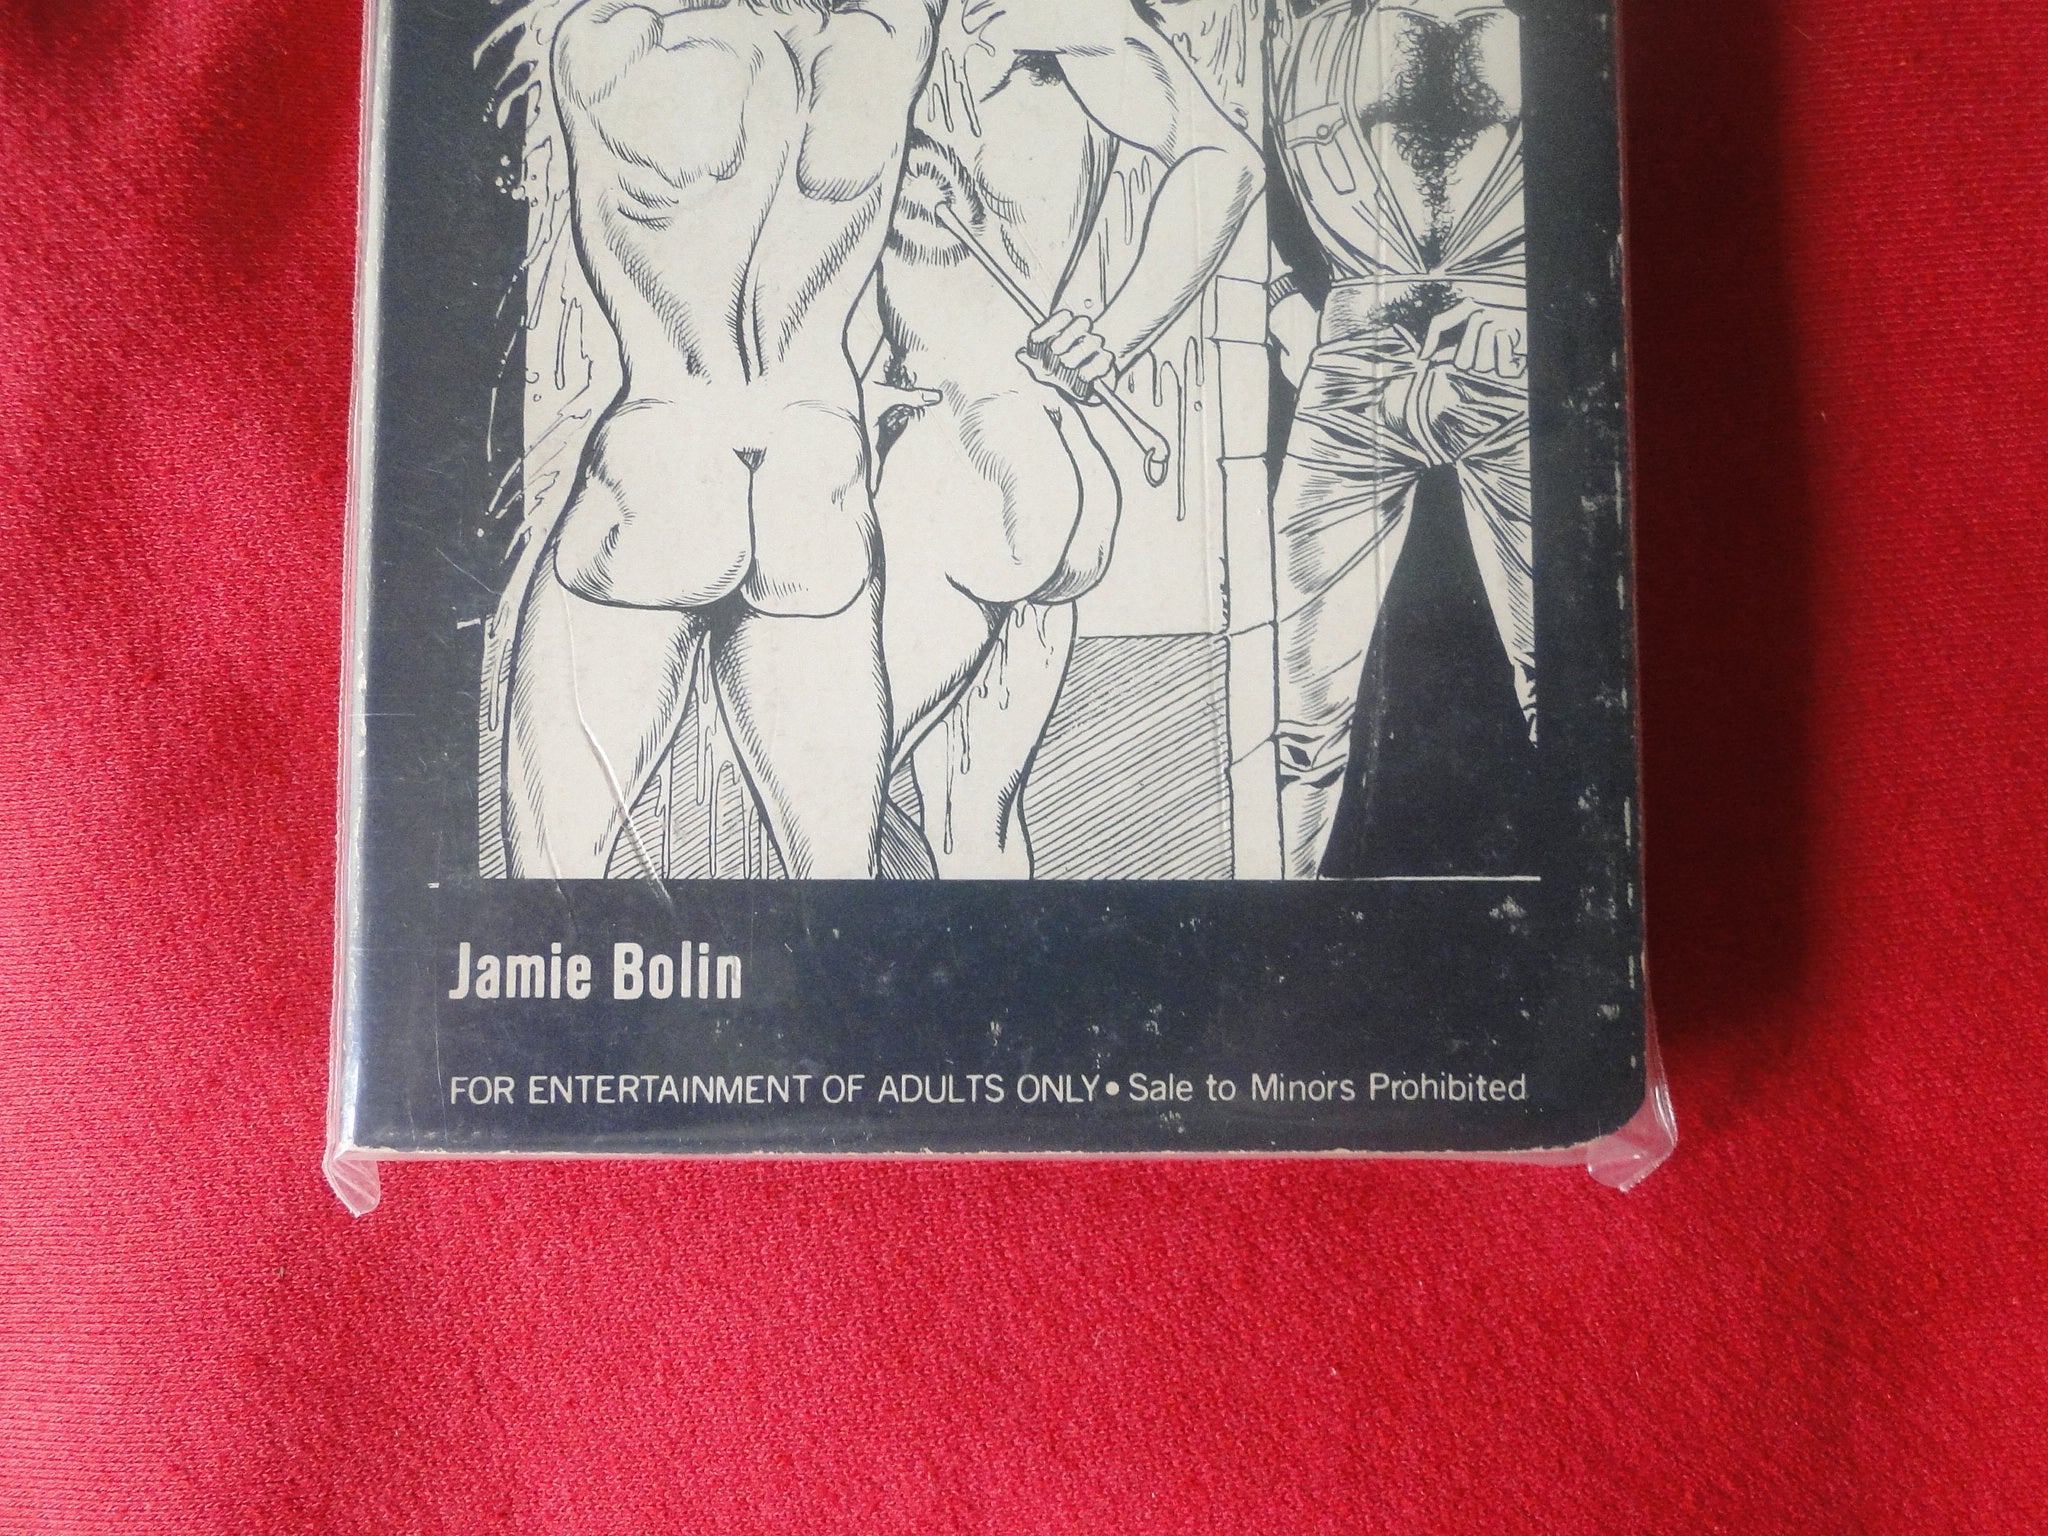 Jamie Bolin
FOR ENTERTAINMENT OF ADULTS ONLY • Sale to Minors Prohibited